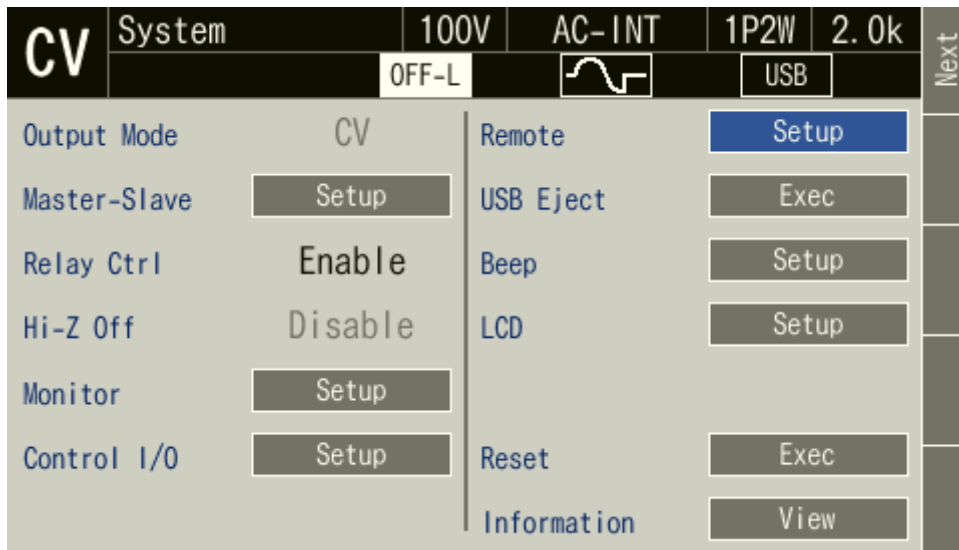 CV System 100V AC-INT 1P2W 2.0k
OFF-L USB
Next
Output Mode CV
Master-Slave Setup
Relay Ctrl Enable
Hi-Z Off Disable
Monitor Setup
Control I/O Setup
Remote Setup
USB Eject Exec
Beep Setup
LCD Setup
Reset Exec
Information View